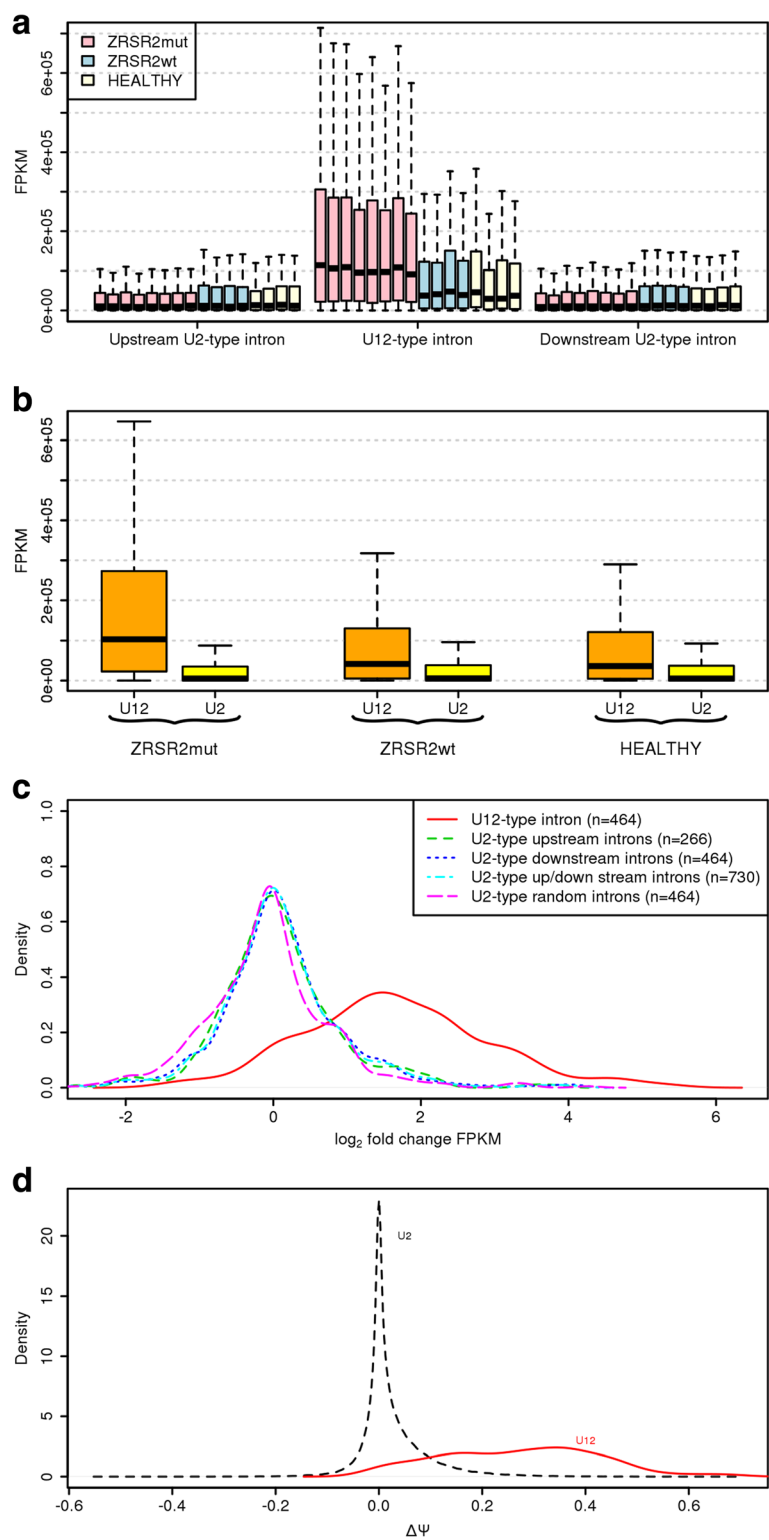 a
ZRSR2mut
ZRSR2wt
HEALTHY
FPKM
6e+05
4e+05
2e+05
0e+00
Upstream U2-type intron
U12-type intron
Downstream U2-type intron
b
FPKM
6e+05
4e+05
2e+05
0e+00
U12
U2
U12
U2
U12
U2
ZRSR2mut
ZRSR2wt
HEALTHY
c
U12-type intron (n=464)
U2-type upstream introns (n=266)
U2-type downstream introns (n=464)
U2-type up/down stream introns (n=730)
U2-type random introns (n=464)
Density
1.0
0.8
0.6
0.4
0.2
0.0
-2
0
2
4
6
log2 fold change FPKM
d
Density
20
15
10
5
0
U2
U12
-0.6
-0.4
-0.2
0.0
0.2
0.4
0.6
ΔΨ